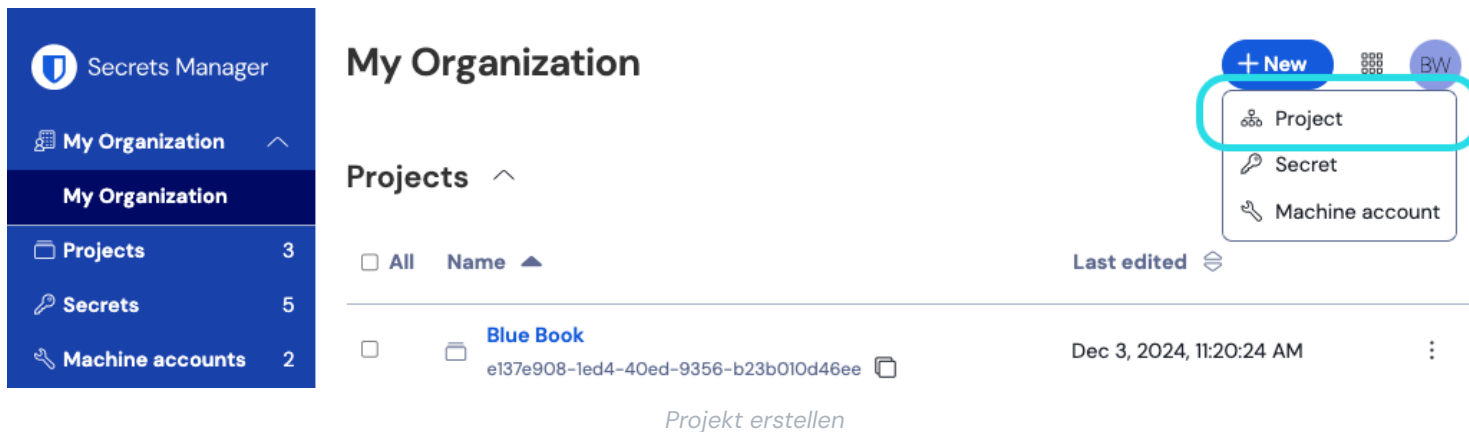 Secrets Manager
My Organization
My Organization
Projects 3
Secrets 5
Machine accounts 2
My Organization
+ New
BW
Project
Secret
Machine account
Projects
All Name Last edited
Blue Book
e137e908-1ed4-40ed-9356-b23b010d46ee
Dec 3, 2024, 11:20:24 AM
Projekt erstellen